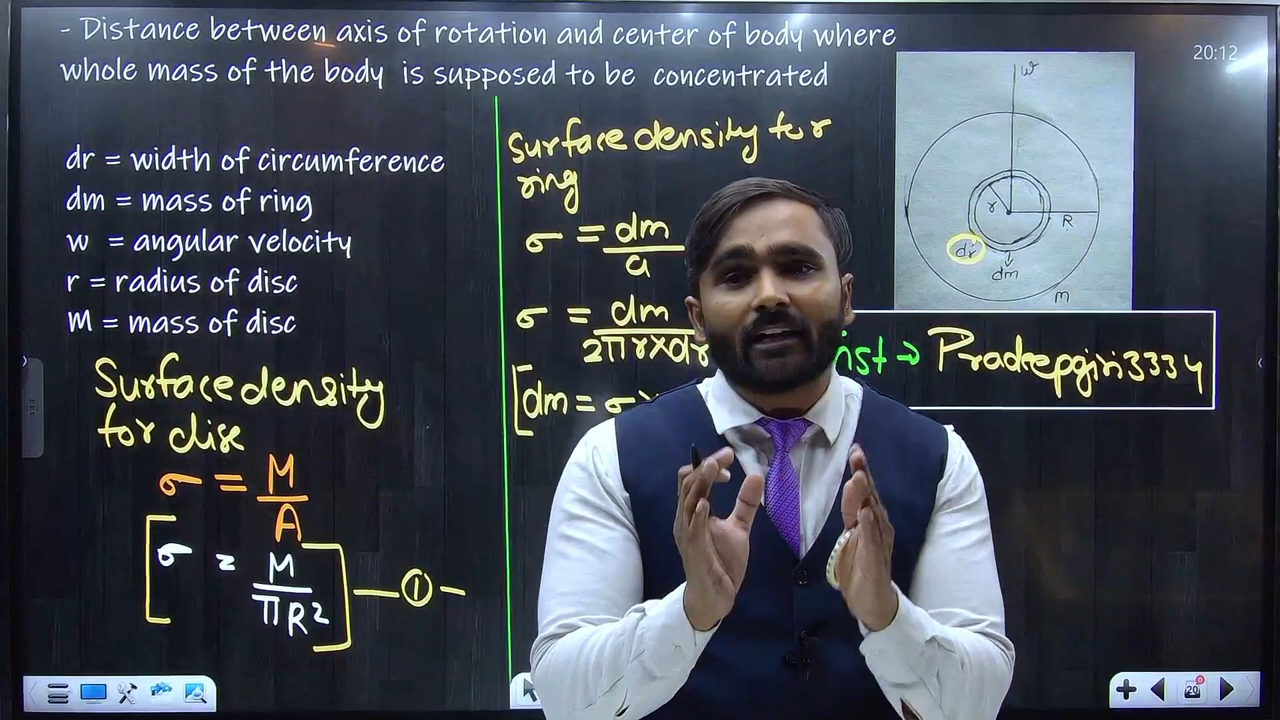 - Distance between axis of rotation and center of body where
whole mass of the body is supposed to be concentrated
20:12
dr = width of circumference
dm = mass of ring
w = angular velocity
r = radius of disc
M = mass of disc
Surface density
for disc
σ = M
A
σ = M
πR²
①
Surface density for
ring
σ = dm
a
σ = dm
2πr×dr
dm = σ×
w
r
R
dr
dm
M
nst → Pradeepgiri3334
20